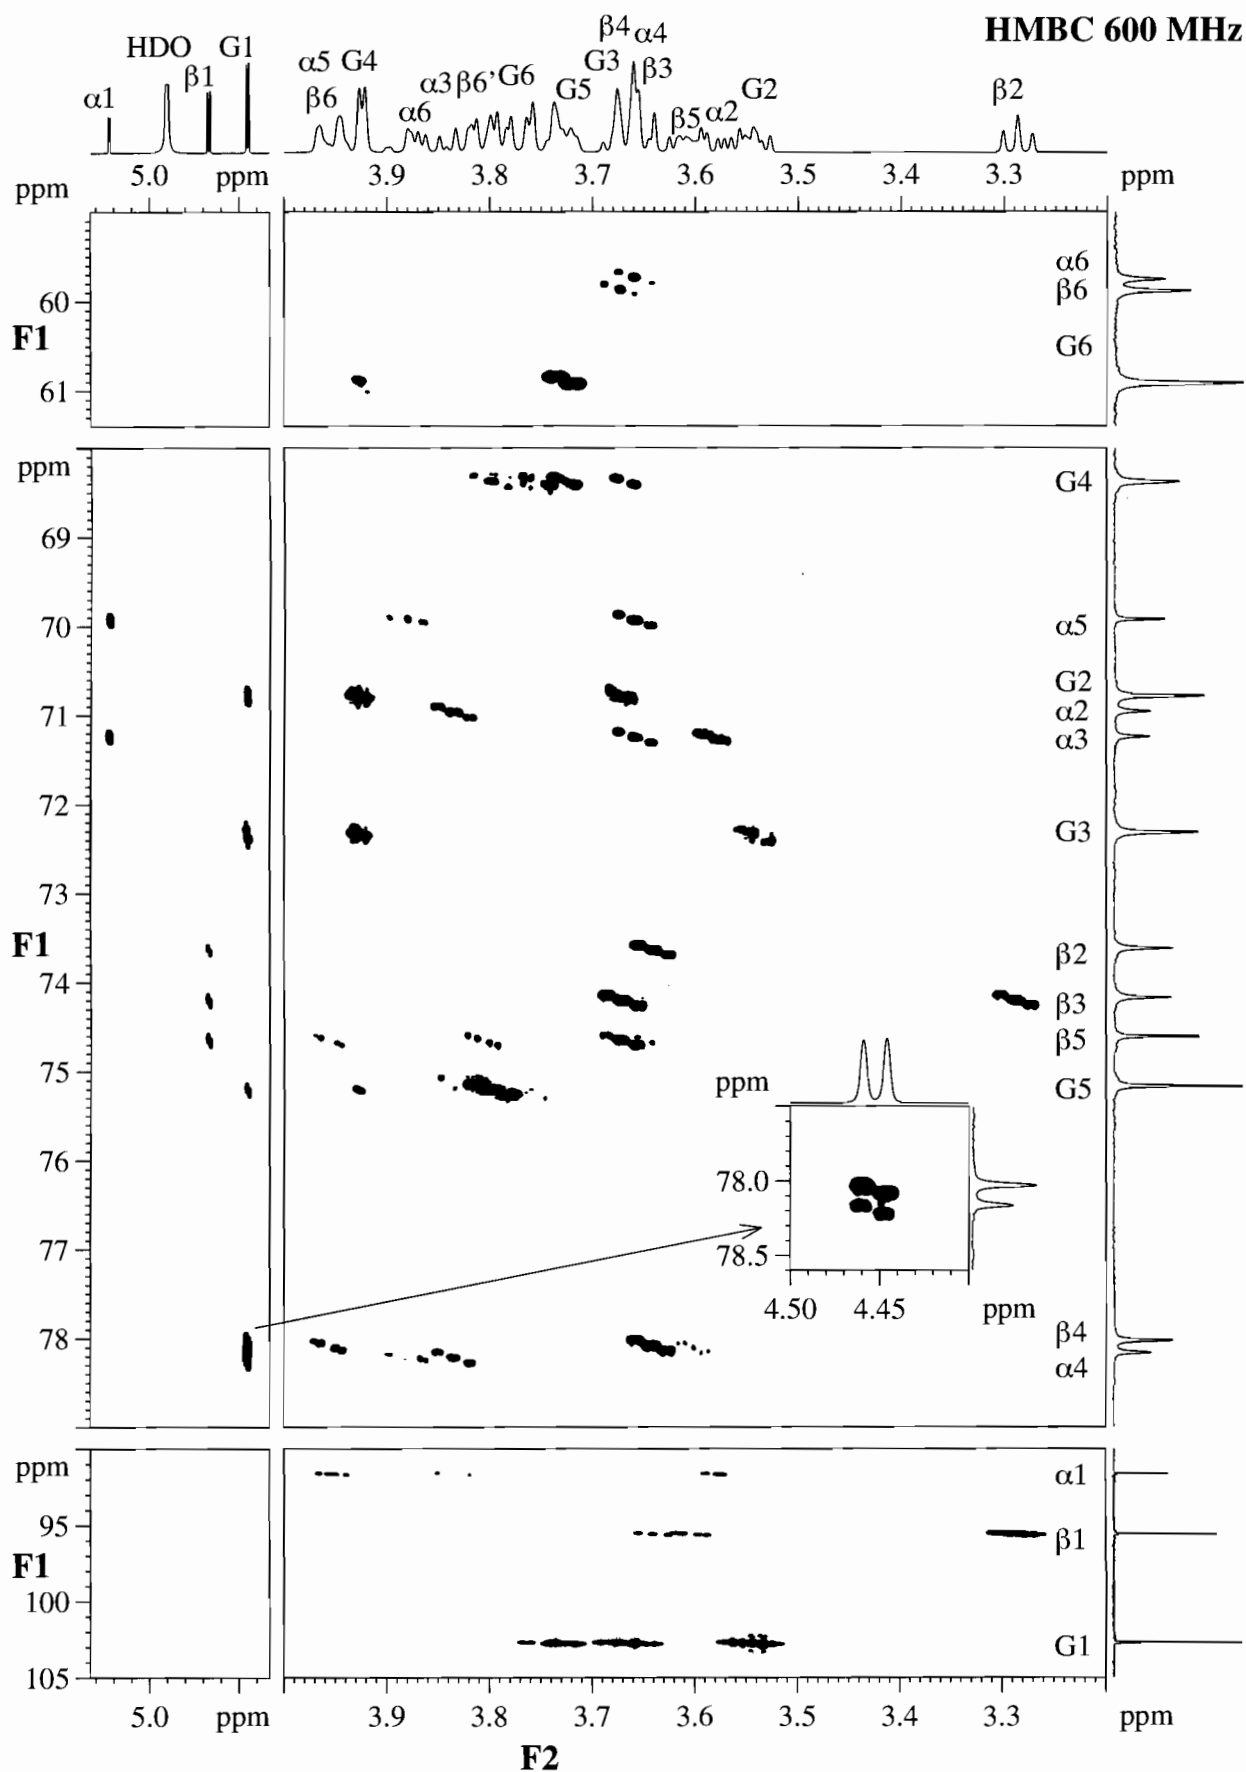 HMBC 600 MHz
β4 α4
HDO G1 α5 G4 G3 β3
β1 β6 α3 β6' G6 G5 G2 β2
α1 α6 β5 α2
5.0 ppm 3.9 3.8 3.7 3.6 3.5 3.4 3.3 ppm
ppm
α6
60 β6
F1 G6
61
ppm G4
69
70 α5
G2
71 α2
α3
72 G3
73
F1 β2
74 β3
β5
75 ppm G5
76
78.0
77
78.5
4.50 4.45 ppm
78 β4
α4
ppm α1
95 β1
F1
100
G1
105
5.0 ppm 3.9 3.8 3.7 3.6 3.5 3.4 3.3 ppm
F2